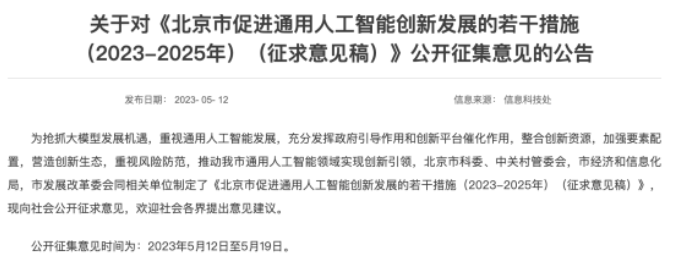 关于对《北京市促进通用人工智能创新发展的若干措施
（2023-2025年）（征求意见稿）》公开征集意见的公告
发布日期： 2023-05-12 信息来源： 信息科技处
为抢抓大模型发展机遇，重视通用人工智能发展，充分发挥政府引导作用和创新平台催化作用，整合创新资源，加强要素配
置，营造创新生态，重视风险防范，推动我市通用人工智能领域实现创新引领，北京市科委、中关村管委会，市经济和信息化
局，市发展改革委会同相关单位制定了《北京市促进通用人工智能创新发展的若干措施（2023-2025年）（征求意见稿）》，
现向社会公开征求意见，欢迎社会各界提出意见建议。
公开征集意见时间为：2023年5月12日至5月19日。